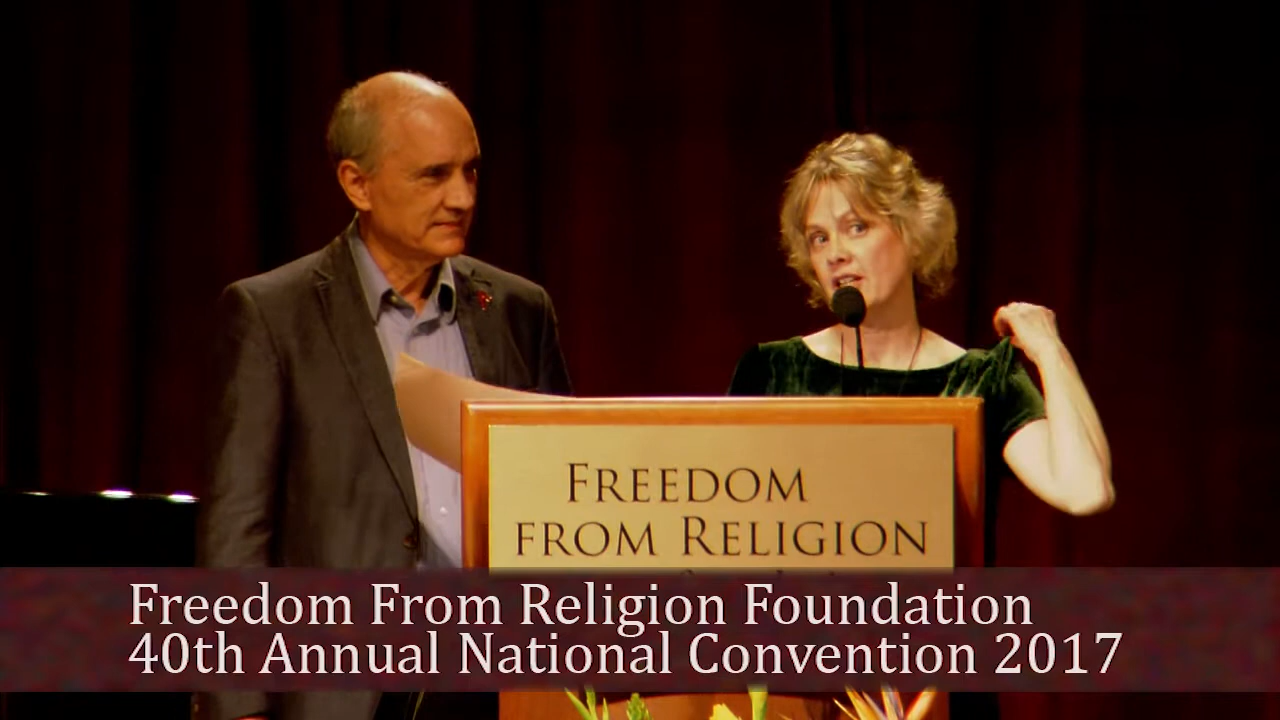 FREEDOM
FROM RELIGION
Freedom From Religion Foundation
40th Annual National Convention 2017